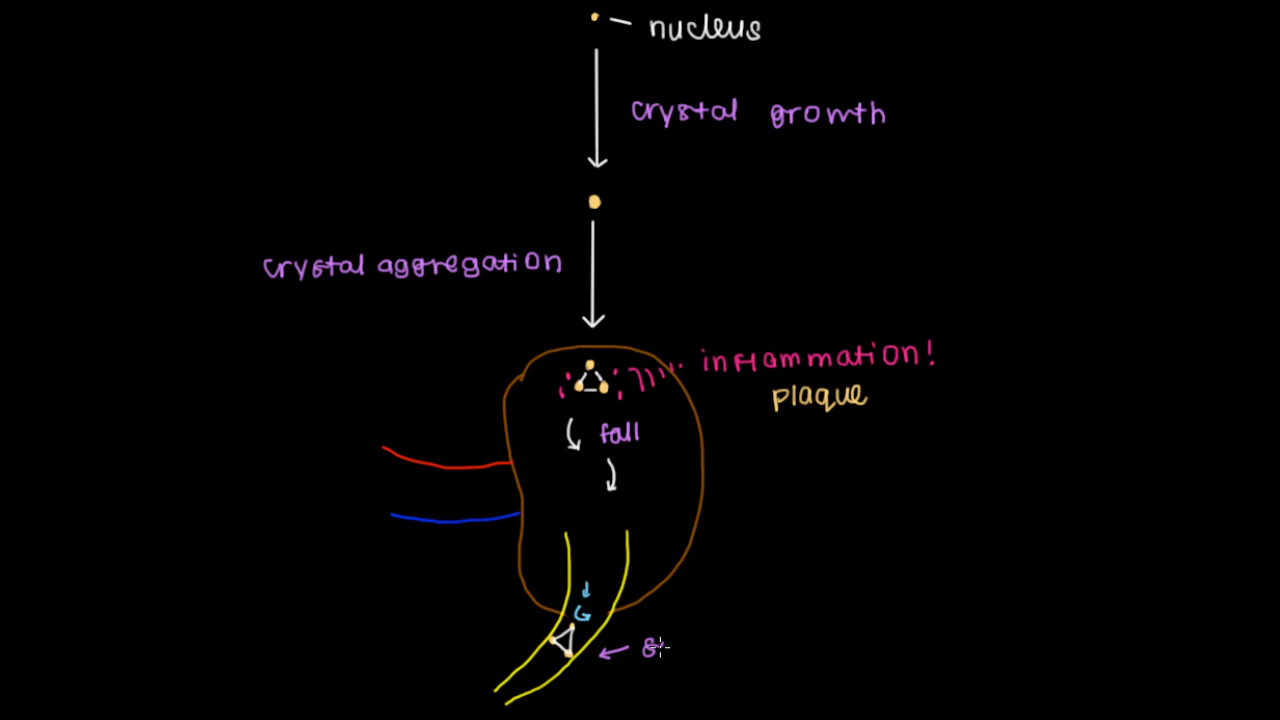 nucleus
crystal growth
crystal aggregation
inflammation!
plaque
fall